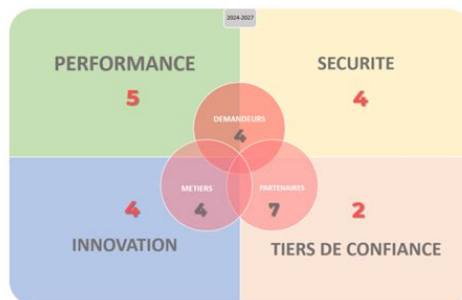 2024-2027
PERFORMANCE
5
SECURITE
4
DEMANDEURS
4
METIERS
4
PARTENAIRES
7
4
INNOVATION
2
TIERS DE CONFIANCE